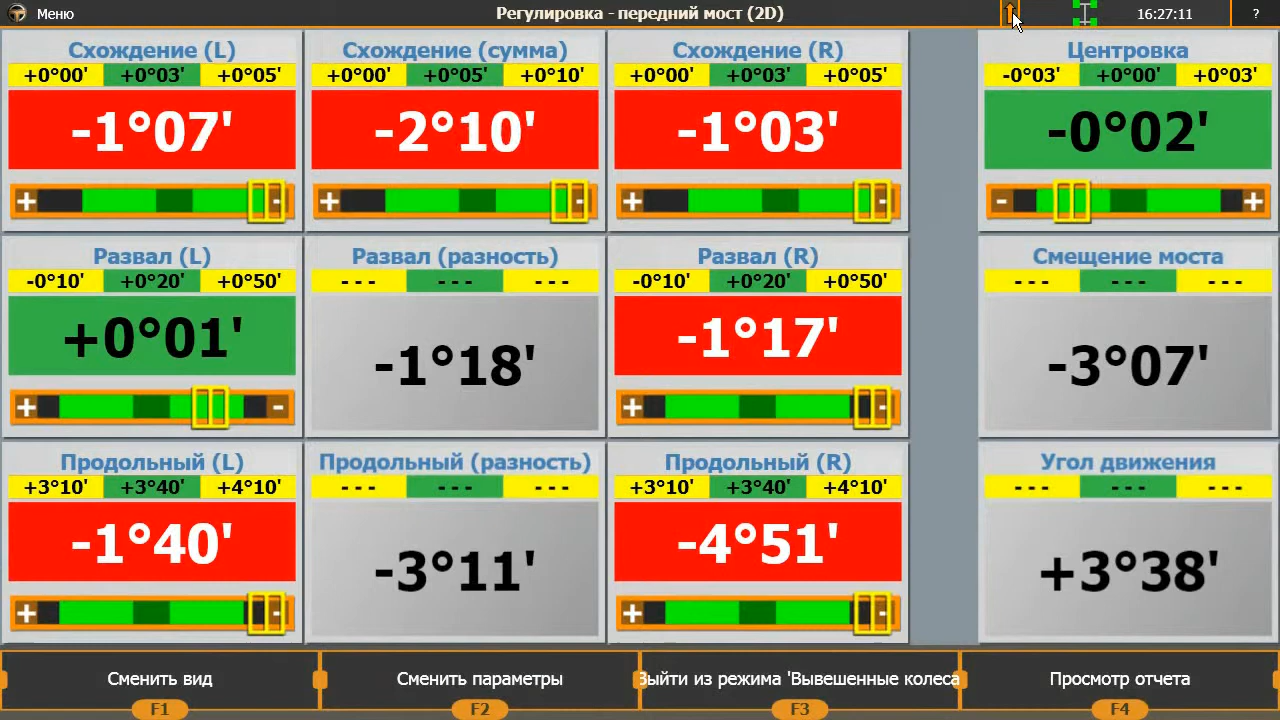 Меню
Регулировка - передний мост (2D)
16:27:11
?
Схождение (L)
+0°00' +0°03' +0°05'
-1°07'
+ -
Схождение (сумма)
+0°00' +0°05' +0°10'
-2°10'
+ -
Схождение (R)
+0°00' +0°03' +0°05'
-1°03'
+ -
Центровка
-0°03' +0°00' +0°03'
-0°02'
- +
Развал (L)
-0°10' +0°20' +0°50'
+0°01'
+ -
Развал (разность)
- - - - - - - - -
-1°18'
Развал (R)
-0°10' +0°20' +0°50'
-1°17'
+ -
Смещение моста
- - - - - - - - -
-3°07'
Продольный (L)
+3°10' +3°40' +4°10'
-1°40'
+ -
Продольный (разность)
- - - - - - - - -
-3°11'
Продольный (R)
+3°10' +3°40' +4°10'
-4°51'
+ -
Угол движения
- - - - - - - - -
+3°38'
Сменить вид
F1
Сменить параметры
F2
Выйти из режима 'Вывешенные колеса
F3
Просмотр отчета
F4